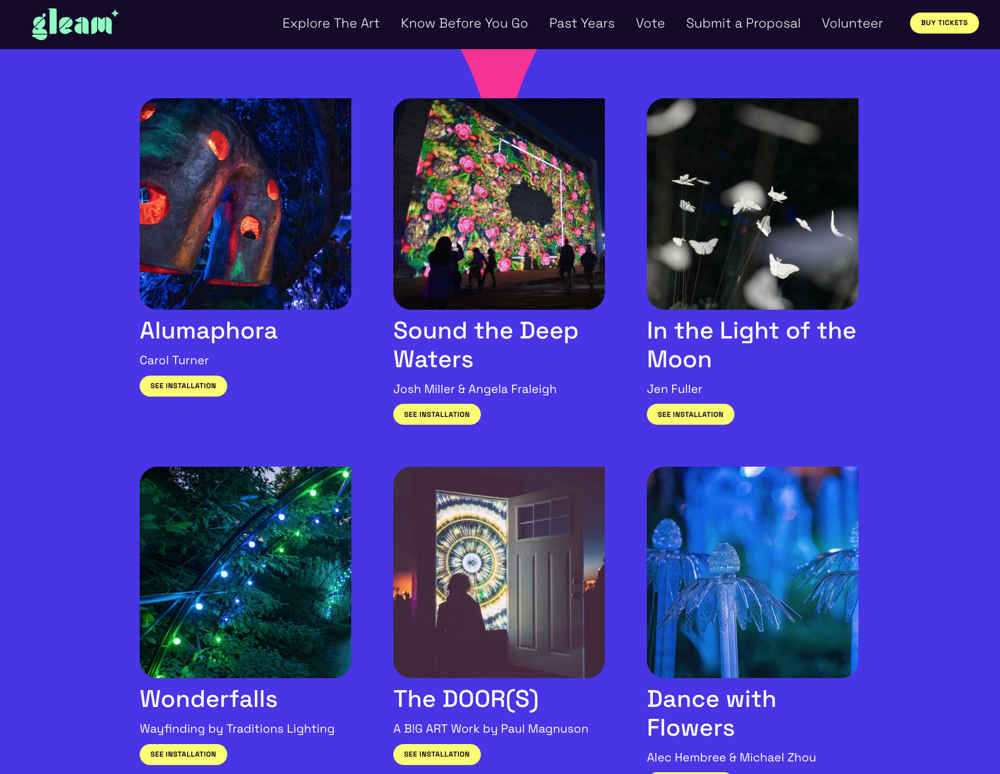 gleam
Explore The Art
Know Before You Go
Past Years
Vote
Submit a Proposal
Volunteer
BUY TICKETS
Alumaphora
Carol Turner
SEE INSTALLATION
Sound the Deep
Waters
Josh Miller & Angela Fraleigh
SEE INSTALLATION
In the Light of the
Moon
Jen Fuller
SEE INSTALLATION
Wonderfalls
Wayfinding by Traditions Lighting
SEE INSTALLATION
The DOOR(S)
A B!G ART Work by Paul Magnuson
SEE INSTALLATION
Dance with
Flowers
Alec Hembree & Michael Zhou